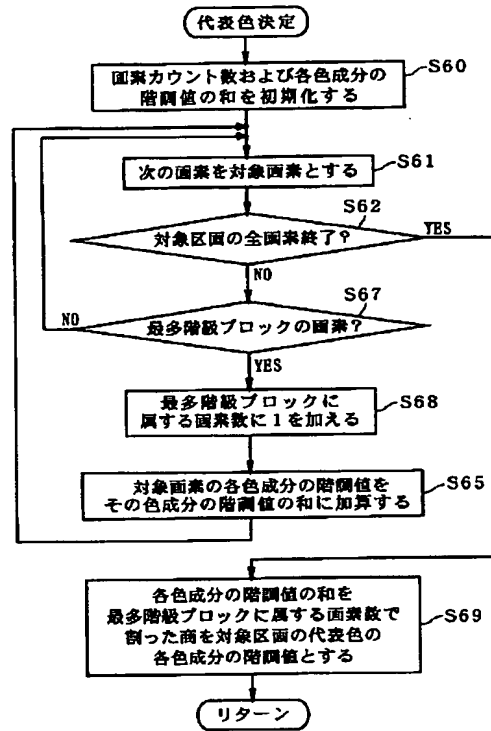 代表色決定
S60
画素カウント数および各色成分の
階調値の和を初期化する
S61
次の画素を対象画素とする
S62
対象区画の全画素終了?
YES
NO
S67
最多階級ブロックの画素?
NO
YES
S68
最多階級ブロックに
属する画素数に1を加える
S65
対象画素の各色成分の階調値を
その色成分の階調値の和に加算する
各色成分の階調値の和を
最多階級ブロックに属する画素数で
割った商を対象区画の代表色の
各色成分の階調値とする
S69
リターン